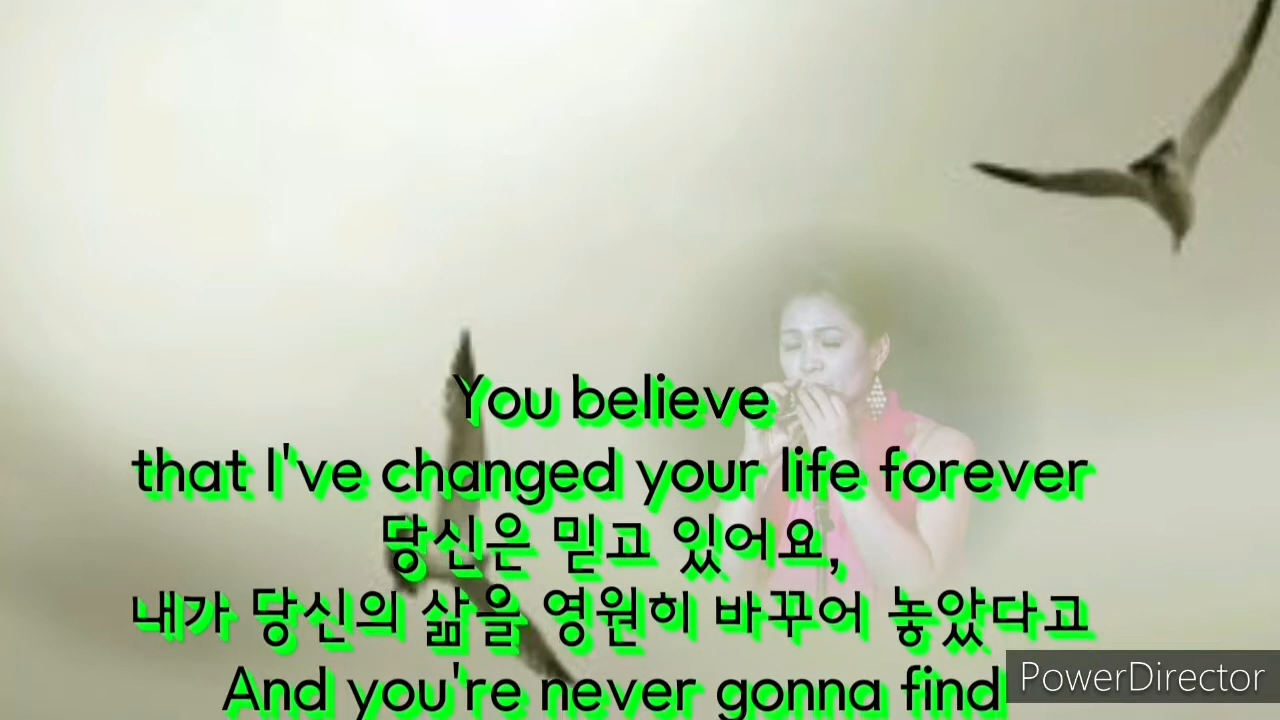 You believe
that I've changed your life forever
당신은 믿고 있어요,
내가 당신의 삶을 영원히 바꾸어 놓았다고
And you're never gonna find
PowerDirector